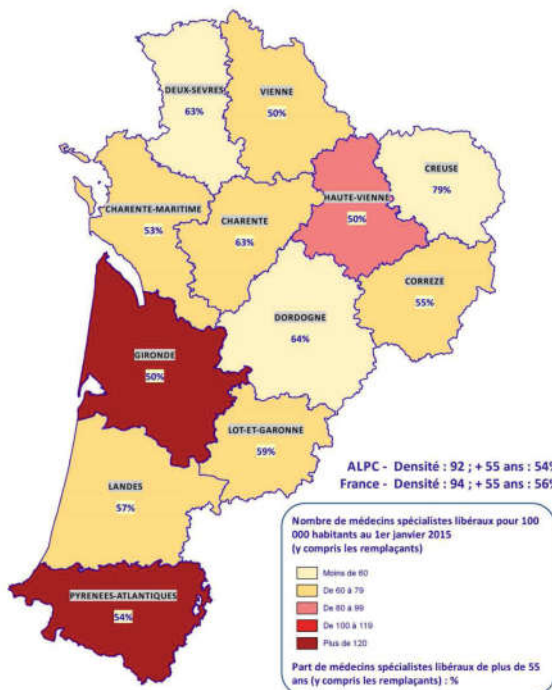 DEUX-SEVRES
63%
VIENNE
50%
CREUSE
79%
HAUTE-VIENNE
50%
CHARENTE-MARITIME
53%
CHARENTE
63%
CORREZE
55%
DORDOGNE
64%
GIRONDE
50%
LOT-ET-GARONNE
59%
LANDES
57%
PYRENEES-ATLANTIQUES
54%
ALPC - Densité : 92 ; + 55 ans : 54%
France - Densité : 94 ; + 55 ans : 56%
Nombre de médecins spécialistes libéraux pour 100
000 habitants au 1er janvier 2015
(y compris les remplaçants)
Moins de 60
De 60 à 79
De 80 à 99
De 100 à 119
Plus de 120
Part de médecins spécialistes libéraux de plus de 55
ans (y compris les remplaçants) : %